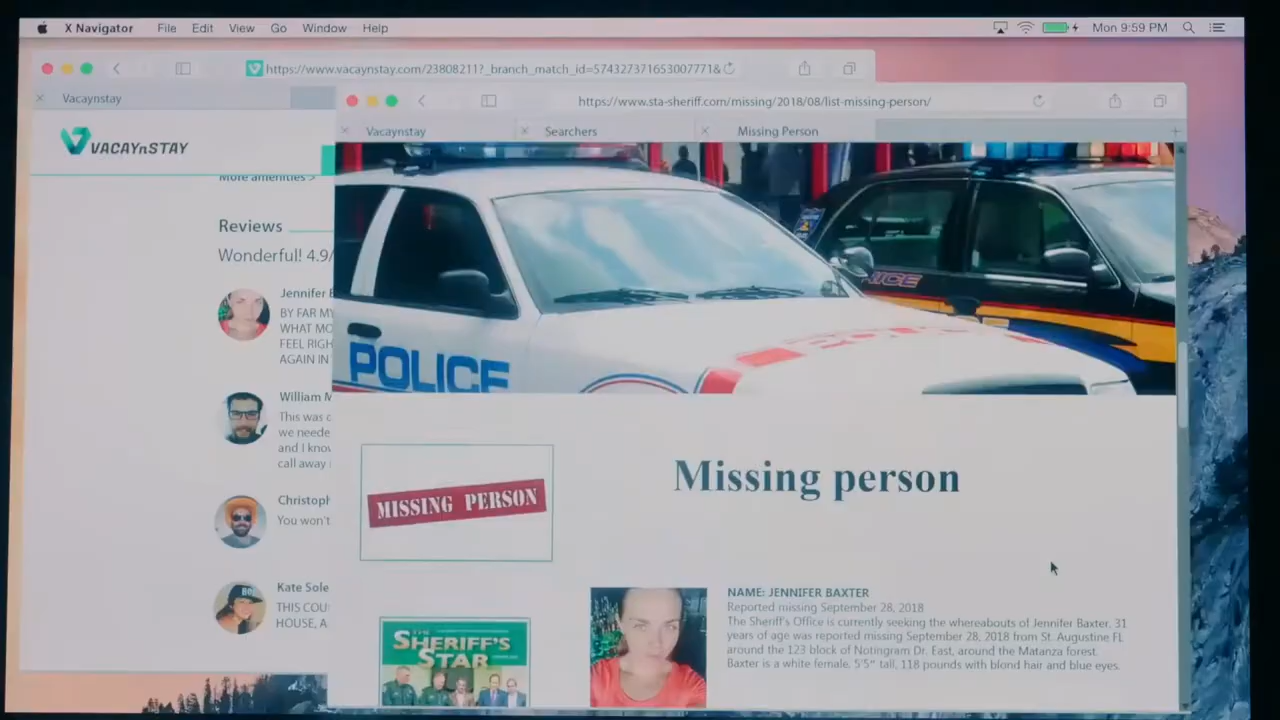 X Navigator File Edit View Go Window Help Mon 9:59 PM
https://www.vacaynstay.com/23808211?_branch_match_id=574327371653007771&
Vacaynstay
VACAYnSTAY
More amenities >
Reviews
Wonderful! 4.9/
Jennifer
BY FAR MY
WHAT MO
FEEL RIGH
AGAIN IN
William M
This was
we neede
and I know
call away
Christoph
You won't
Kate Sole
THIS COU
HOUSE, A
https://www.sta-sheriff.com/missing/2018/08/list-missing-person/
Vacaynstay Searchers Missing Person
POLICE
MISSING PERSON
Missing person
THE
SHERIFF'S
STAR
NAME: JENNIFER BAXTER
Reported missing September 28, 2018
The Sheriff's Office is currently seeking the whereabouts of Jennifer Baxter, 31
years of age was reported missing September 28, 2018 from St. Augustine FL
around the 123 block of Notingram Dr. East, around the Matanza forest.
Baxter is a white female, 5'5" tall, 118 pounds with blond hair and blue eyes.